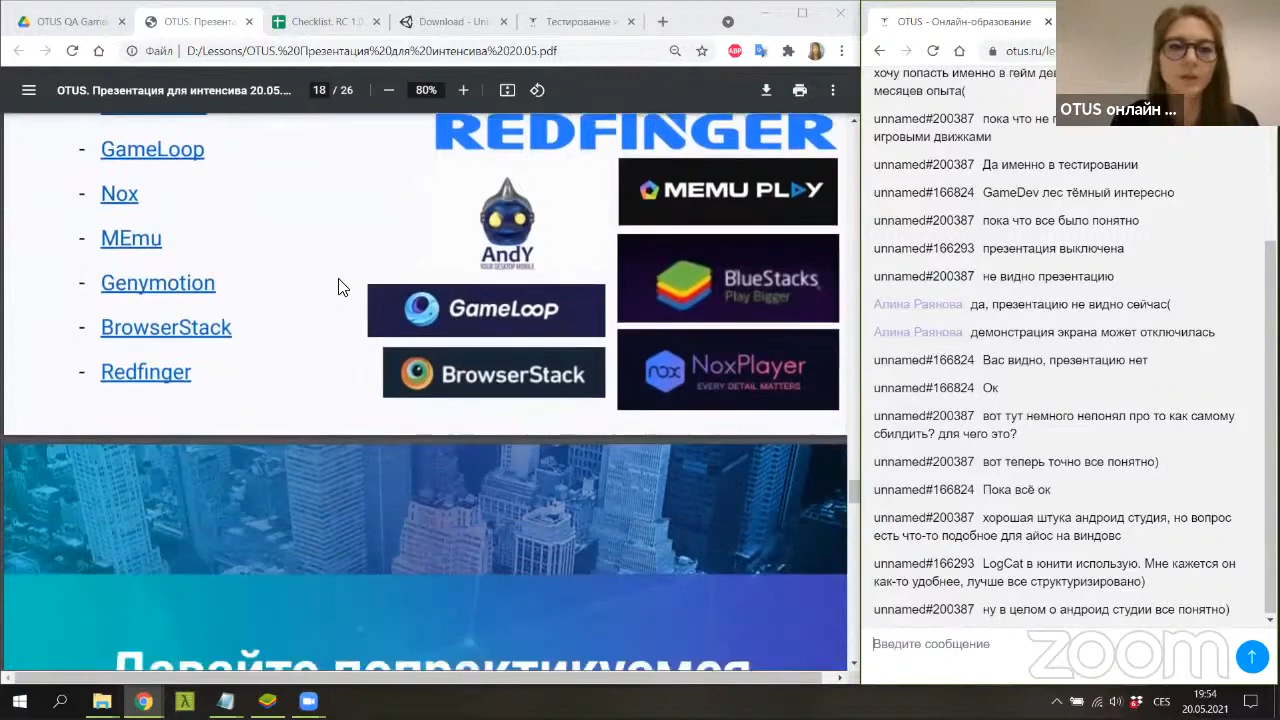 OTUS QA Game
OTUS. Презента
Checklist. RC 1.0.
Download - Uni
Тестирование и
Файл
D:/Lessons/OTUS.%20Презентация%20для%20интенсива%2020.05.pdf
ABP
OTUS. Презентация для интенсива 20.05....
18 / 26
80%
- GameLoop
- Nox
- MEmu
- Genymotion
- BrowserStack
- Redfinger
REDFINGER
AndY
YOUR DESKTOP MOBILE
MEMU PLAY
BlueStacks
Play Bigger
GameLoop
BrowserStack
nox
NoxPlayer
EVERY DETAIL MATTERS
Давайте попрактикуемся
OTUS - Онлайн-образование
otus.ru/le
OTUS онлайн ...
хочу попасть именно в гейм дев
месяцев опыта(
unnamed#200387 пока что не
игровыми движками
unnamed#200387 Да именно в тестировании
unnamed#166824 GameDev лес тёмный интересно
unnamed#200387 пока что все было понятно
unnamed#166293 презентация выключена
unnamed#200387 не видно презентацию
Алина Раянова да, презентацию не видно сейчас(
Алина Раянова демонстрация экрана может отключилась
unnamed#166824 Вас видно, презентацию нет
unnamed#166824 Ок
unnamed#200387 вот тут немного непонял про то как самому
сбилдить? для чего это?
unnamed#200387 вот теперь точно все понятно)
unnamed#166824 Пока всё ок
unnamed#200387 хорошая штука андроид студия, но вопрос
есть что-то подобное для айос на виндовс
unnamed#166293 LogCat в юнити использую. Мне кажется он
как-то удобнее, лучше все структуризировано)
unnamed#200387 ну в целом о андроид студии все понятно)
Введите сообщение
zoom
CES
19:54
20.05.2021